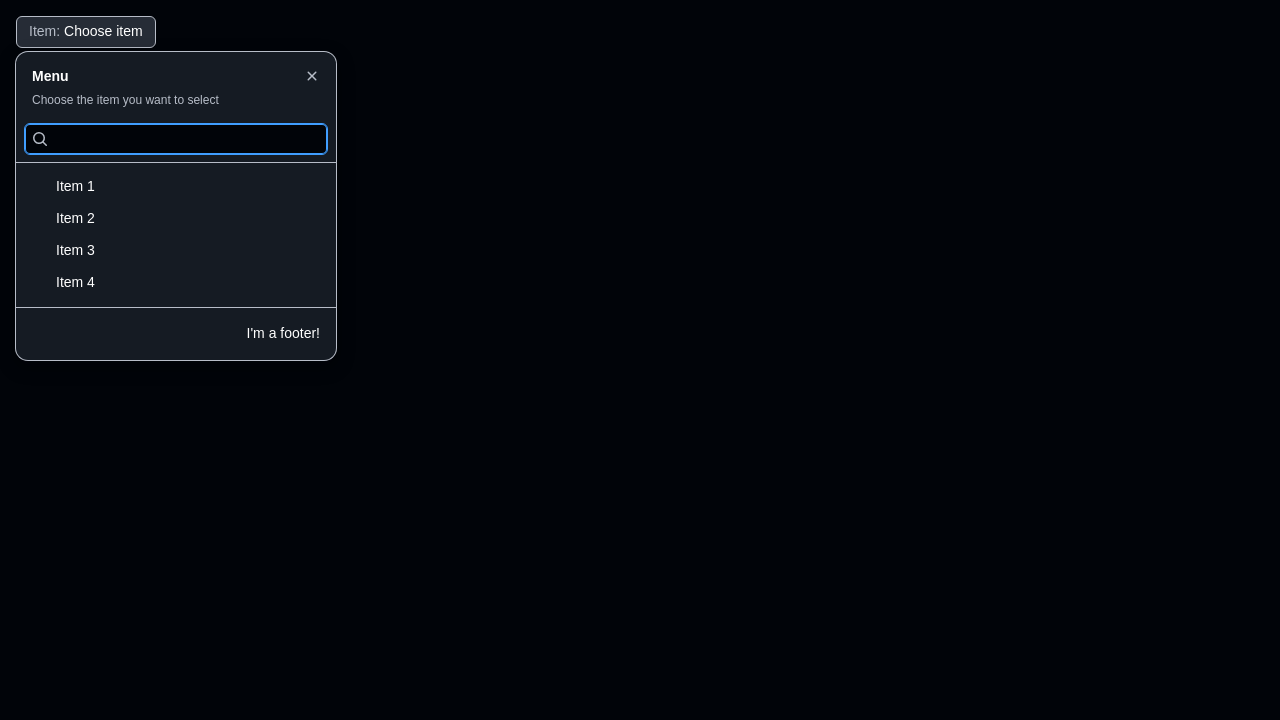 Item: Choose item
Menu
Choose the item you want to select
Item 1
Item 2
Item 3
Item 4
I'm a footer!